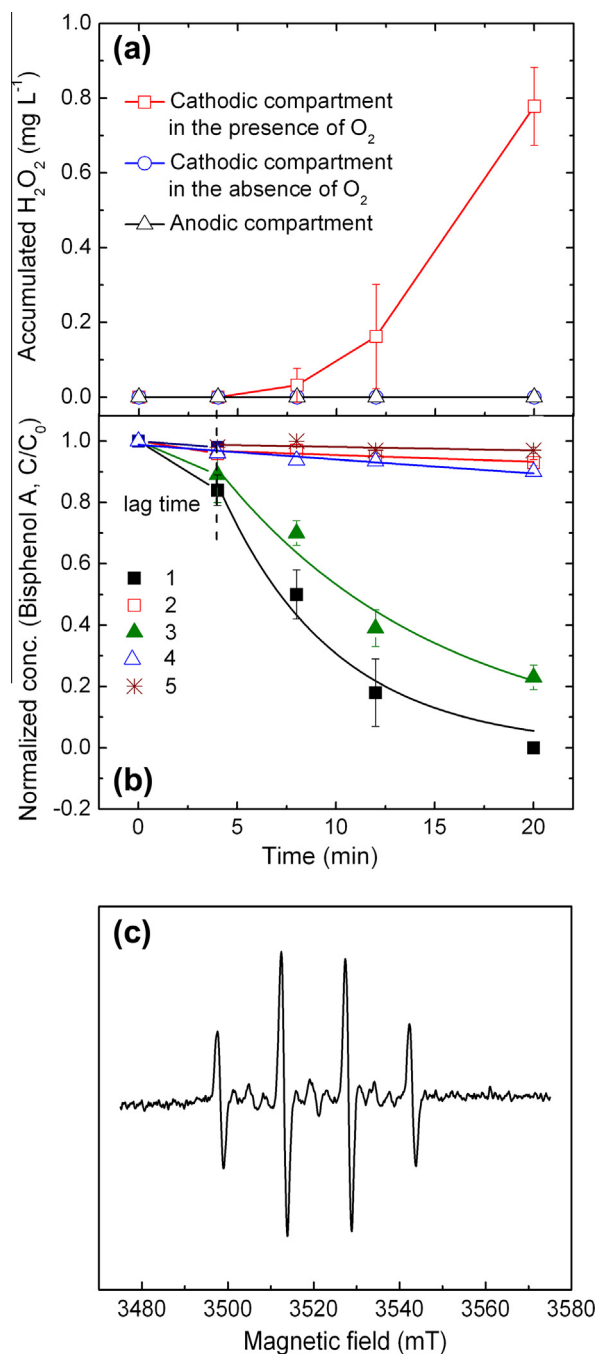 (a)
Accumulated H₂O₂ (mg L⁻¹)
1.0
0.8
0.6
0.4
0.2
0.0
Cathodic compartment
in the presence of O₂
Cathodic compartment
in the absence of O₂
Anodic compartment
Normalized conc. (Bisphenol A, C/C₀)
1.0
0.8
0.6
0.4
0.2
0.0
-0.2
lag time
1
2
3
4
5
(b)
0 5 10 15 20
Time (min)
(c)
3480 3500 3520 3540 3560 3580
Magnetic field (mT)